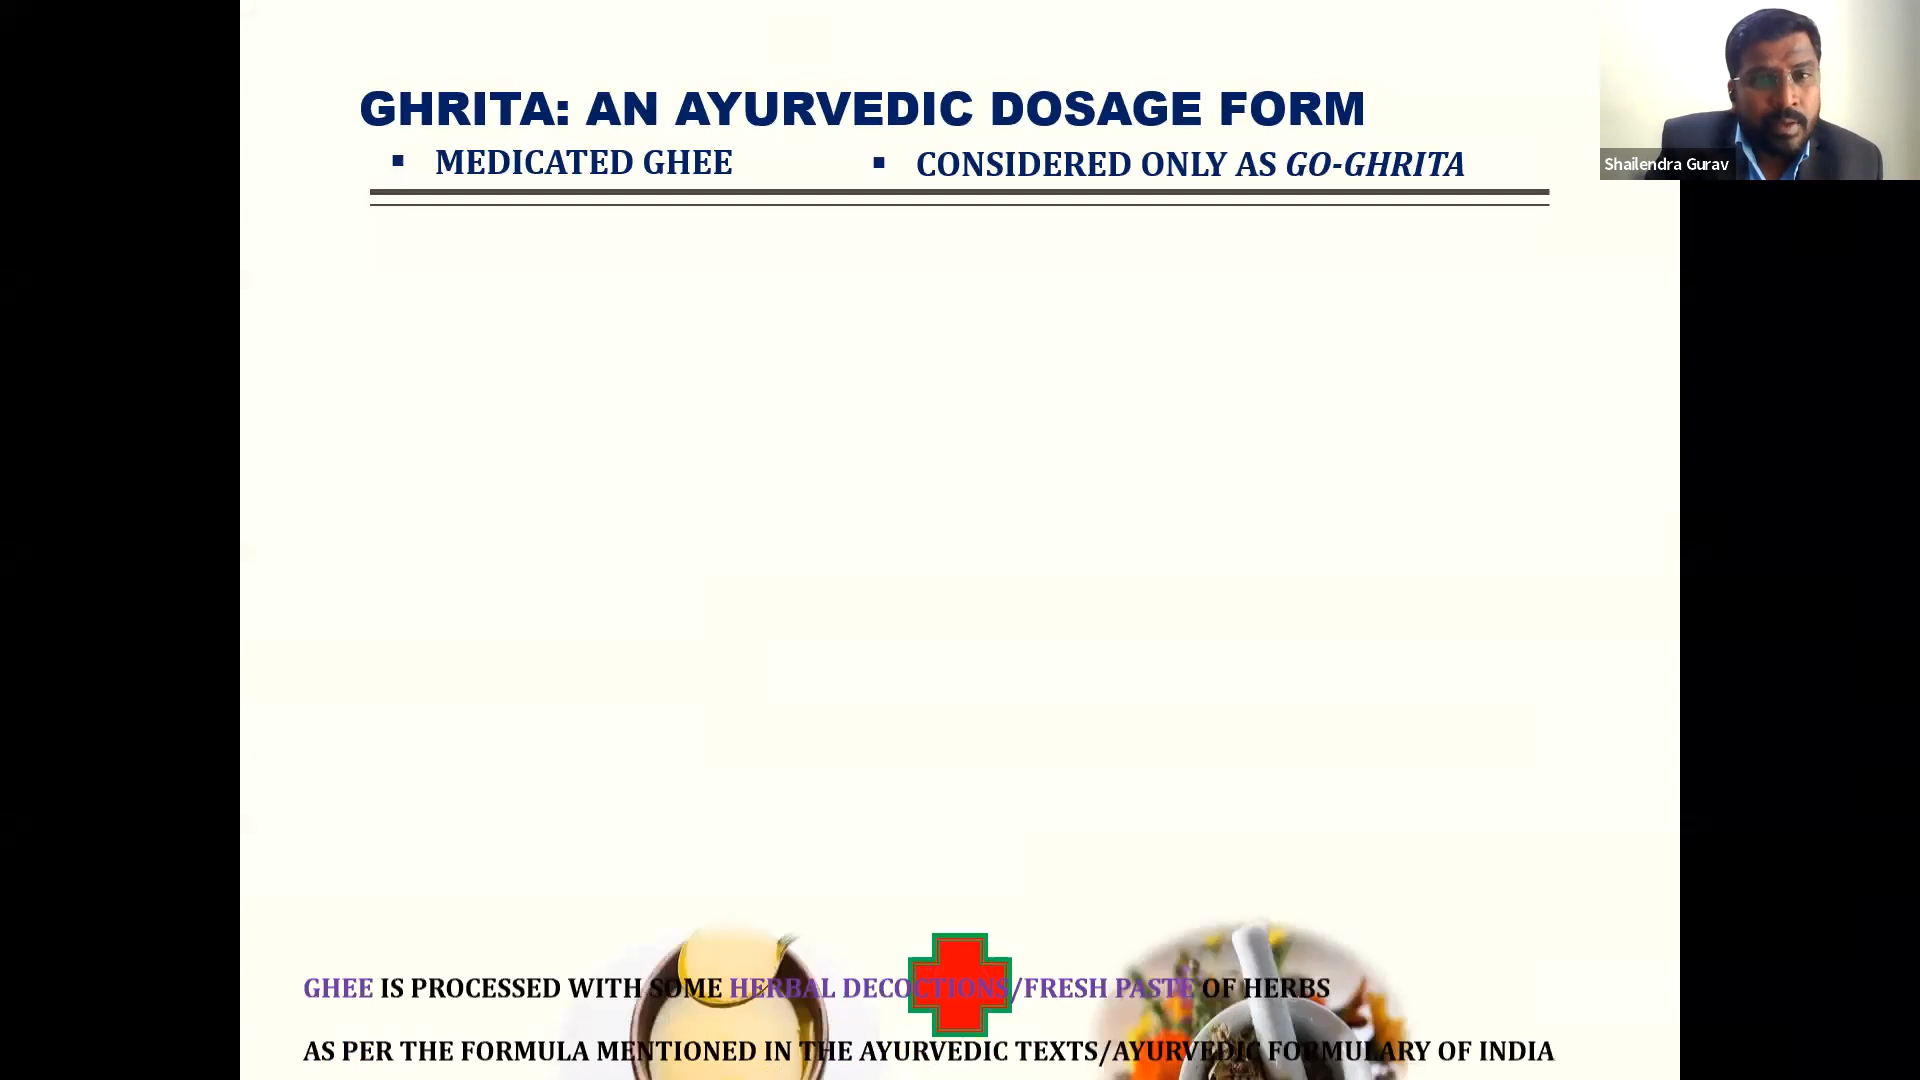 GHRITA: AN AYURVEDIC DOSAGE FORM
▪ MEDICATED GHEE ▪ CONSIDERED ONLY AS GO-GHRITA
Shailendra Gurav
GHEE IS PROCESSED WITH SOME HERBAL DECOCTIONS/FRESH PASTE OF HERBS
AS PER THE FORMULA MENTIONED IN THE AYURVEDIC TEXTS/AYURVEDIC FORMULARY OF INDIA